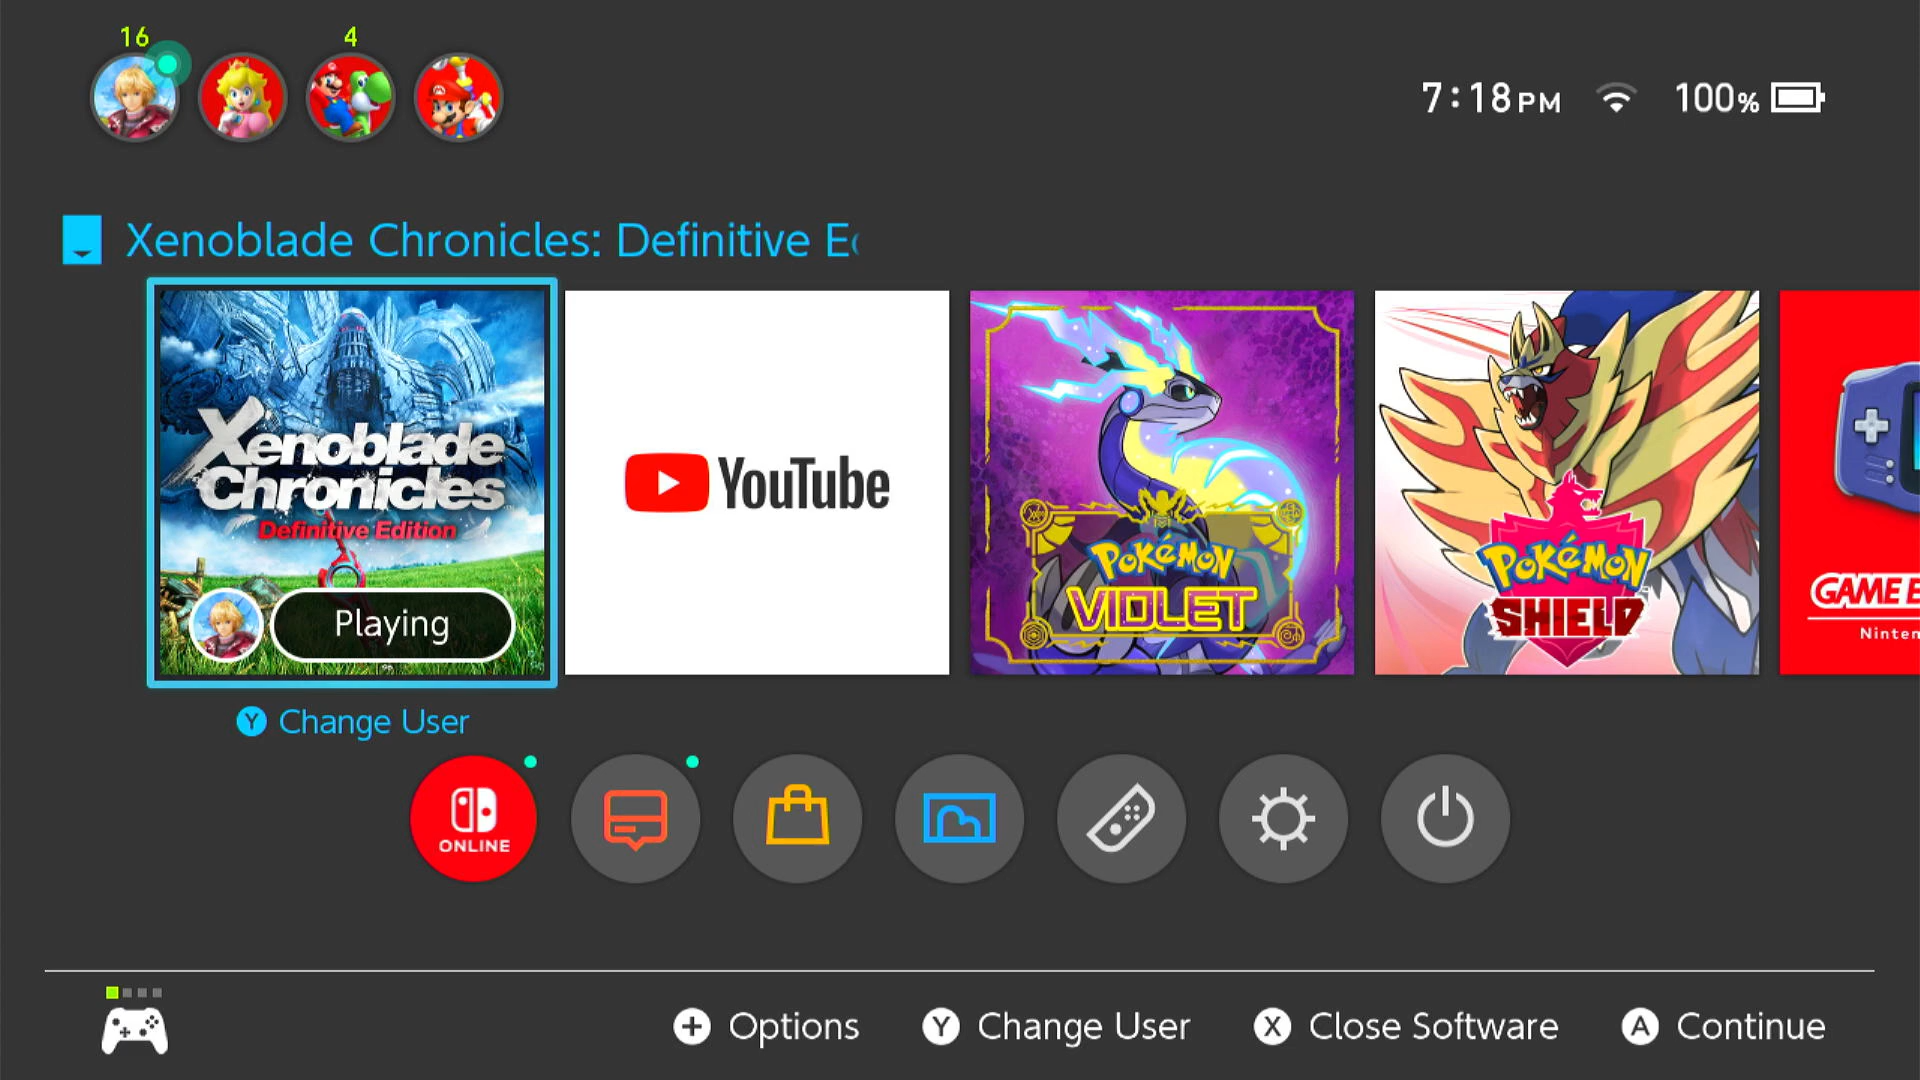 16
4
7:18PM
100%
Xenoblade Chronicles: Definitive E
Xenoblade
Chronicles
Definitive Edition
Playing
YouTube
POKÉMON
VIOLET
POKÉMON
SHIELD
GAME
Ninten
Y Change User
ONLINE
+ Options
Y Change User
X Close Software
A Continue